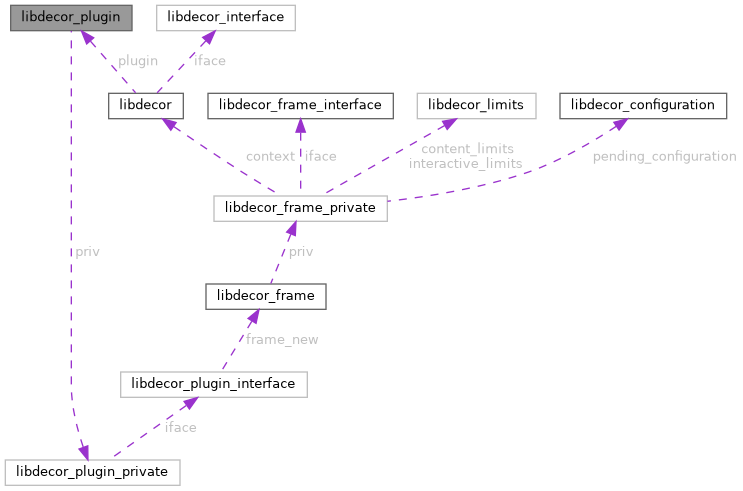 libdecor_plugin
libdecor_interface
plugin
iface
libdecor
libdecor_frame_interface
libdecor_limits
libdecor_configuration
context
iface
content_limits
interactive_limits
pending_configuration
libdecor_frame_private
priv
priv
libdecor_frame
frame_new
libdecor_plugin_interface
iface
libdecor_plugin_private